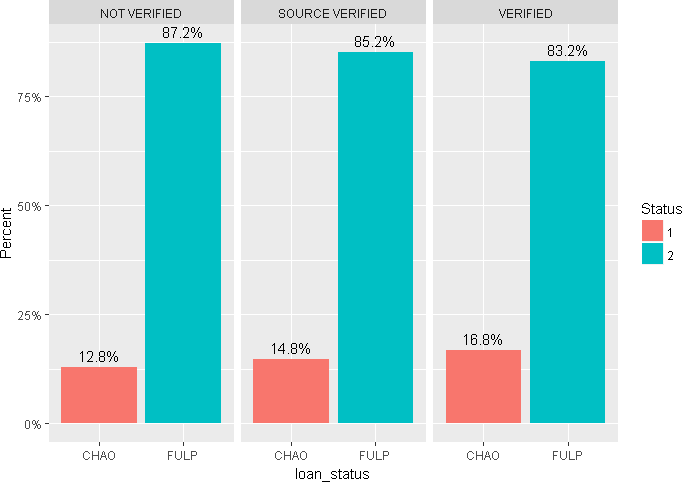 NOT VERIFIED SOURCE VERIFIED VERIFIED
87.2%
85.2%
83.2%
75%
50%
25%
0%
12.8%
14.8%
16.8%
Percent
CHAO FULP CHAO FULP CHAO FULP
loan_status
Status
1
2